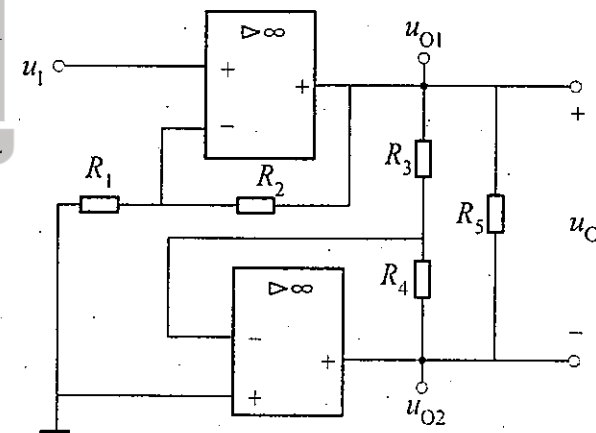 ▷∞
u_I
+
+
−
u_O1
+
R_1
R_2
R_3
R_5
u_O
R_4
▷∞
−
+
+
−
u_O2